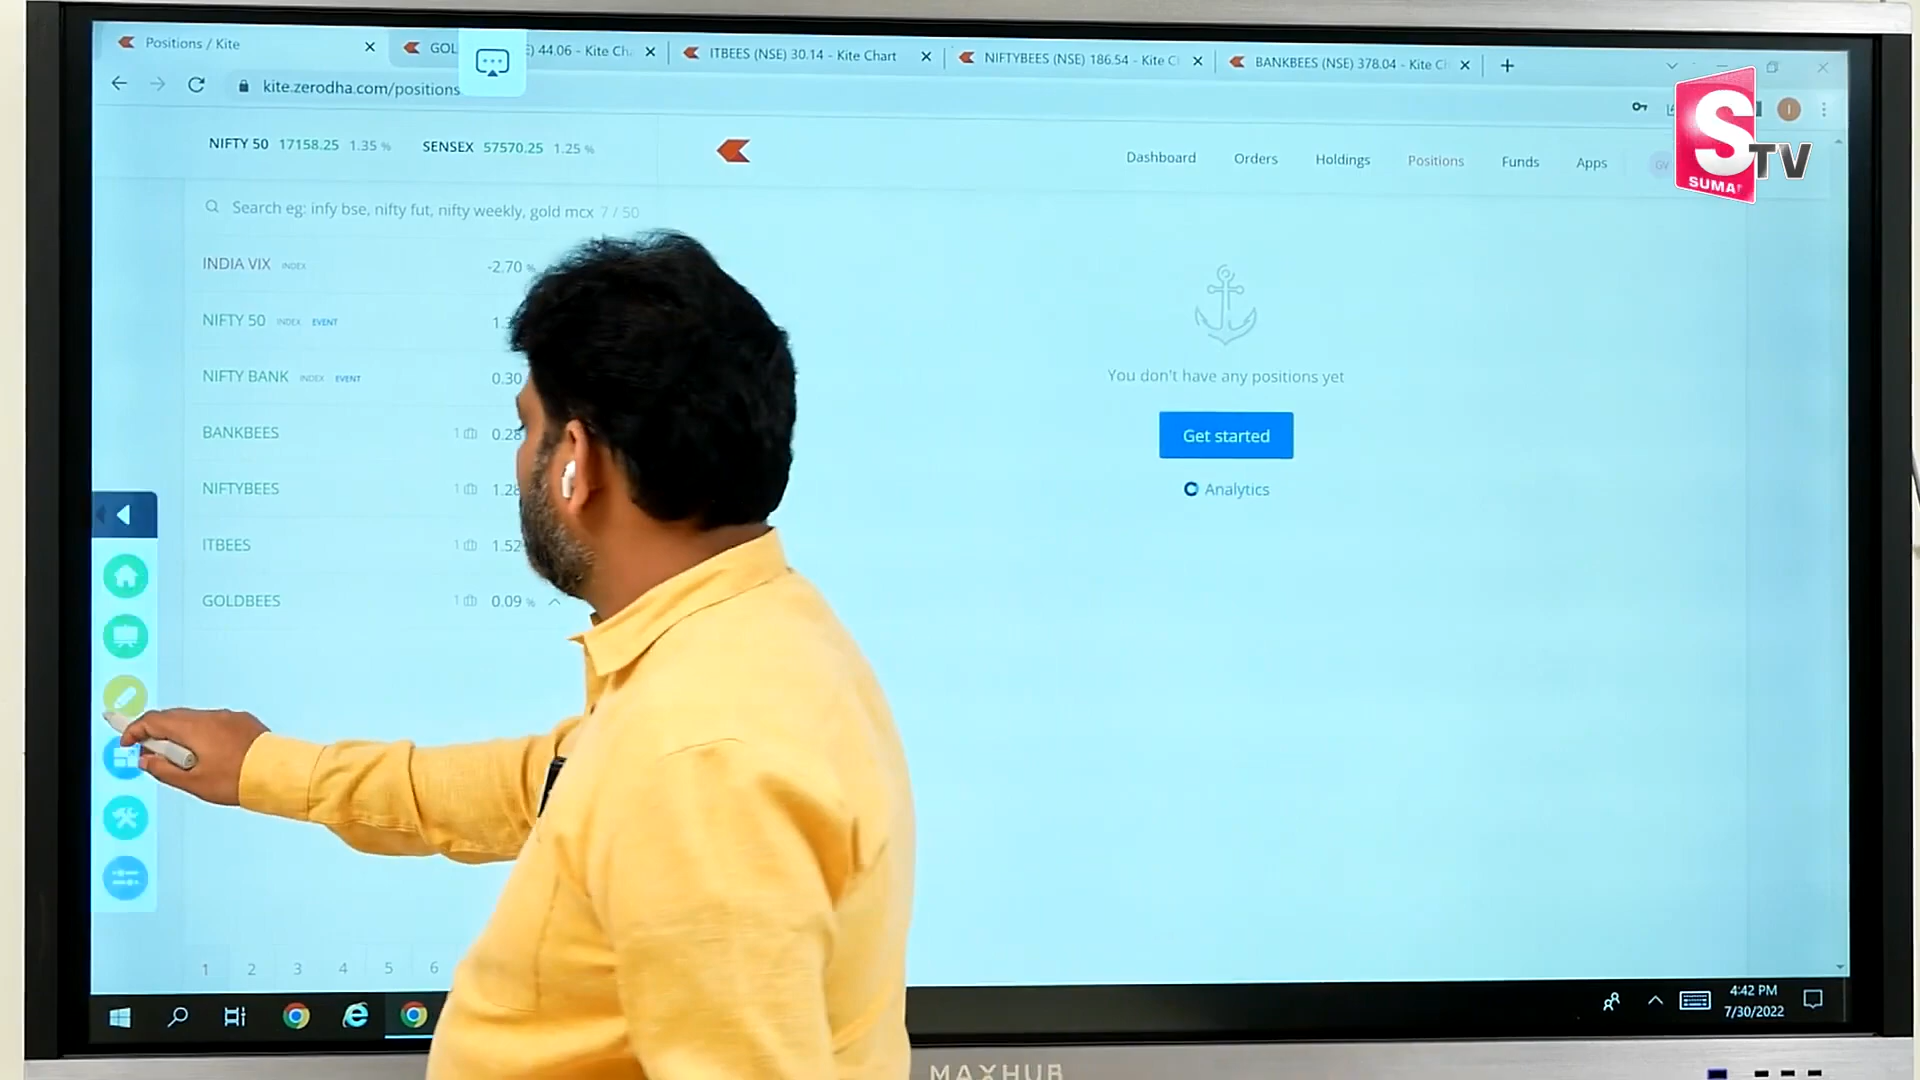 Positions / Kite
GOL
E) 44.06 - Kite Ch
ITBEES (NSE) 30.14 - Kite Chart
NIFTYBEES (NSE) 186.54 - Kite C
BANKBEES (NSE) 378.04 - Kite C
kite.zerodha.com/positions
NIFTY 50 17158.25 1.35 %
SENSEX 57570.25 1.25 %
Dashboard
Orders
Holdings
Positions
Funds
Apps
GV
S TV
SUMA
Search eg: infy bse, nifty fut, nifty weekly, gold mcx 7 / 50
INDIA VIX INDEX -2.70 %
NIFTY 50 INDEX EVENT 1.3
NIFTY BANK INDEX EVENT 0.30
BANKBEES 1 0.28
NIFTYBEES 1 1.28
ITBEES 1 1.52
GOLDBEES 1 0.09 %
You don't have any positions yet
Get started
Analytics
1 2 3 4 5 6
4:42 PM
7/30/2022
MAXHUB